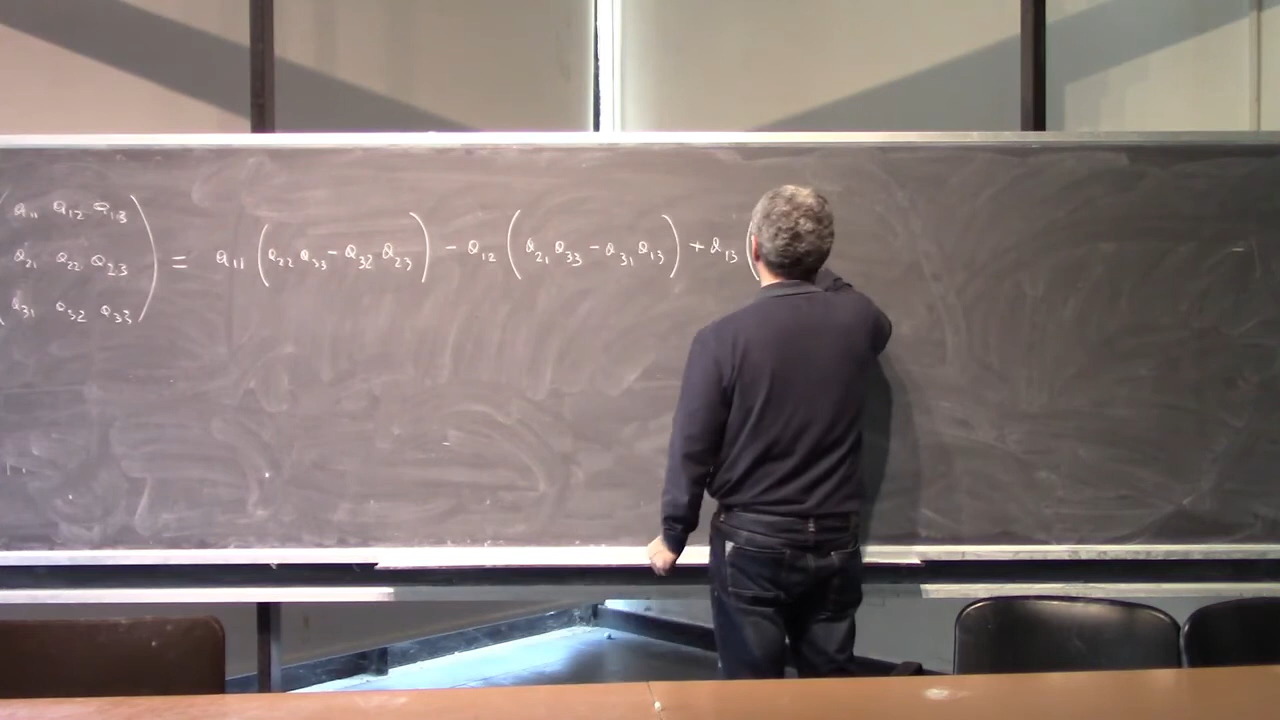 ( a₁₁ a₁₂ a₁₃
a₂₁ a₂₂ a₂₃ ) = a₁₁ ( a₂₂ a₃₃ − a₃₂ a₂₃ ) − a₁₂ ( a₂₁ a₃₃ − a₃₁ a₁₃ ) + a₁₃ (
a₃₁ a₃₂ a₃₃